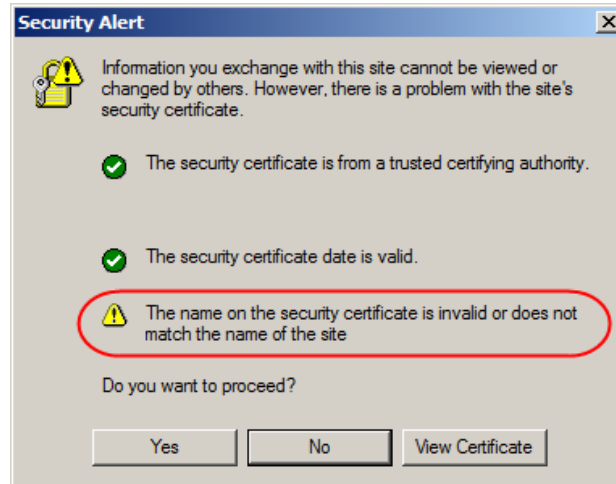 Security Alert
Information you exchange with this site cannot be viewed or
changed by others. However, there is a problem with the site's
security certificate.
The security certificate is from a trusted certifying authority.
The security certificate date is valid.
The name on the security certificate is invalid or does not
match the name of the site
Do you want to proceed?
Yes No View Certificate